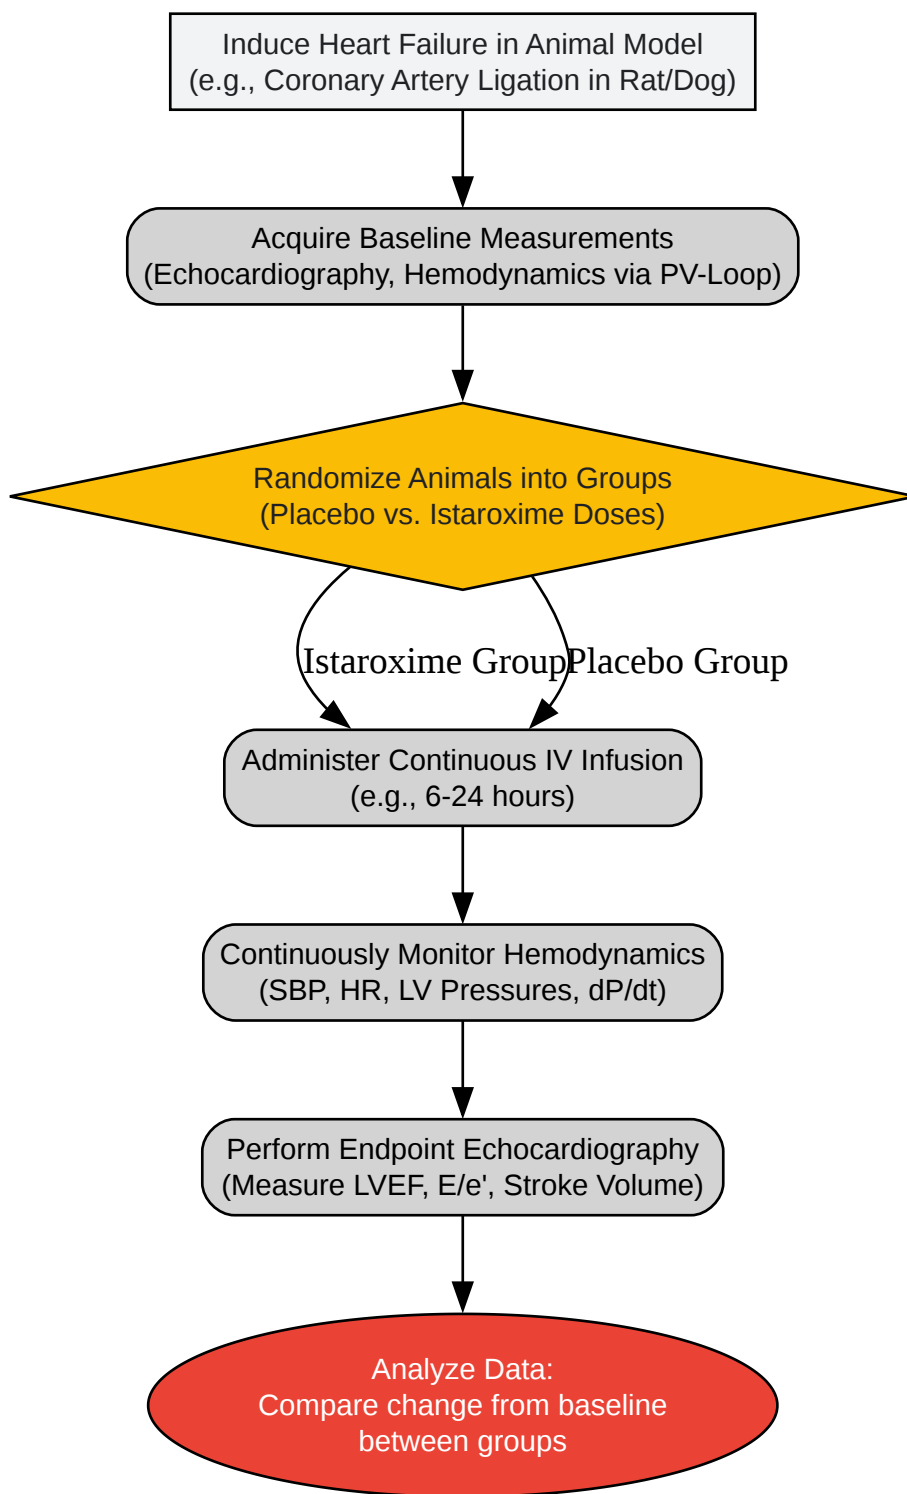 Induce Heart Failure in Animal Model
(e.g., Coronary Artery Ligation in Rat/Dog)
Acquire Baseline Measurements
(Echocardiography, Hemodynamics via PV-Loop)
Randomize Animals into Groups
(Placebo vs. Istaroxime Doses)
Istaroxime Group
Placebo Group
Administer Continuous IV Infusion
(e.g., 6-24 hours)
Continuously Monitor Hemodynamics
(SBP, HR, LV Pressures, dP/dt)
Perform Endpoint Echocardiography
(Measure LVEF, E/e', Stroke Volume)
Analyze Data:
Compare change from baseline
between groups